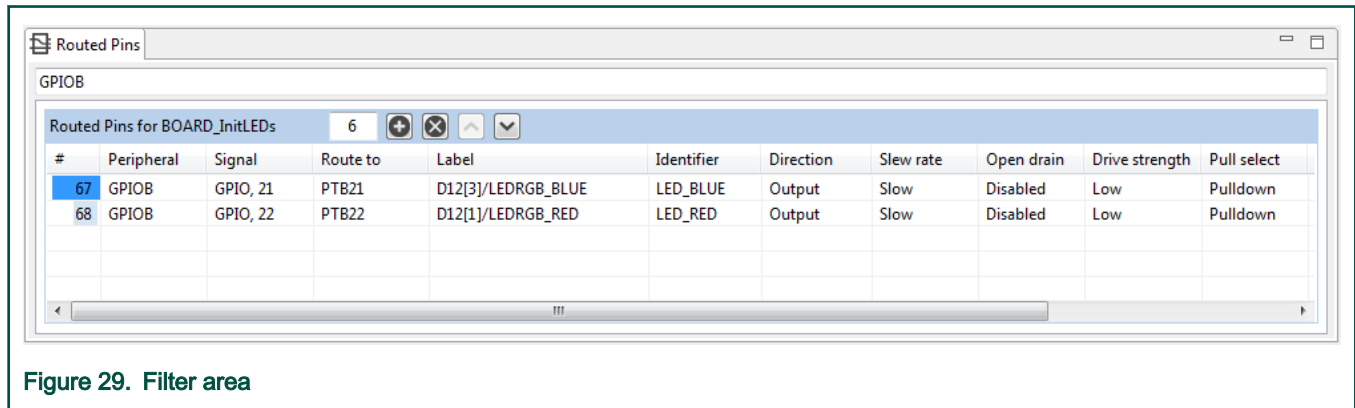 Routed Pins
GPIOB
Routed Pins for BOARD_InitLEDs 6
# Peripheral Signal Route to Label Identifier Direction Slew rate Open drain Drive strength Pull select
67 GPIOB GPIO, 21 PTB21 D12[3]/LEDRGB_BLUE LED_BLUE Output Slow Disabled Low Pulldown
68 GPIOB GPIO, 22 PTB22 D12[1]/LEDRGB_RED LED_RED Output Slow Disabled Low Pulldown
Figure 29. Filter area